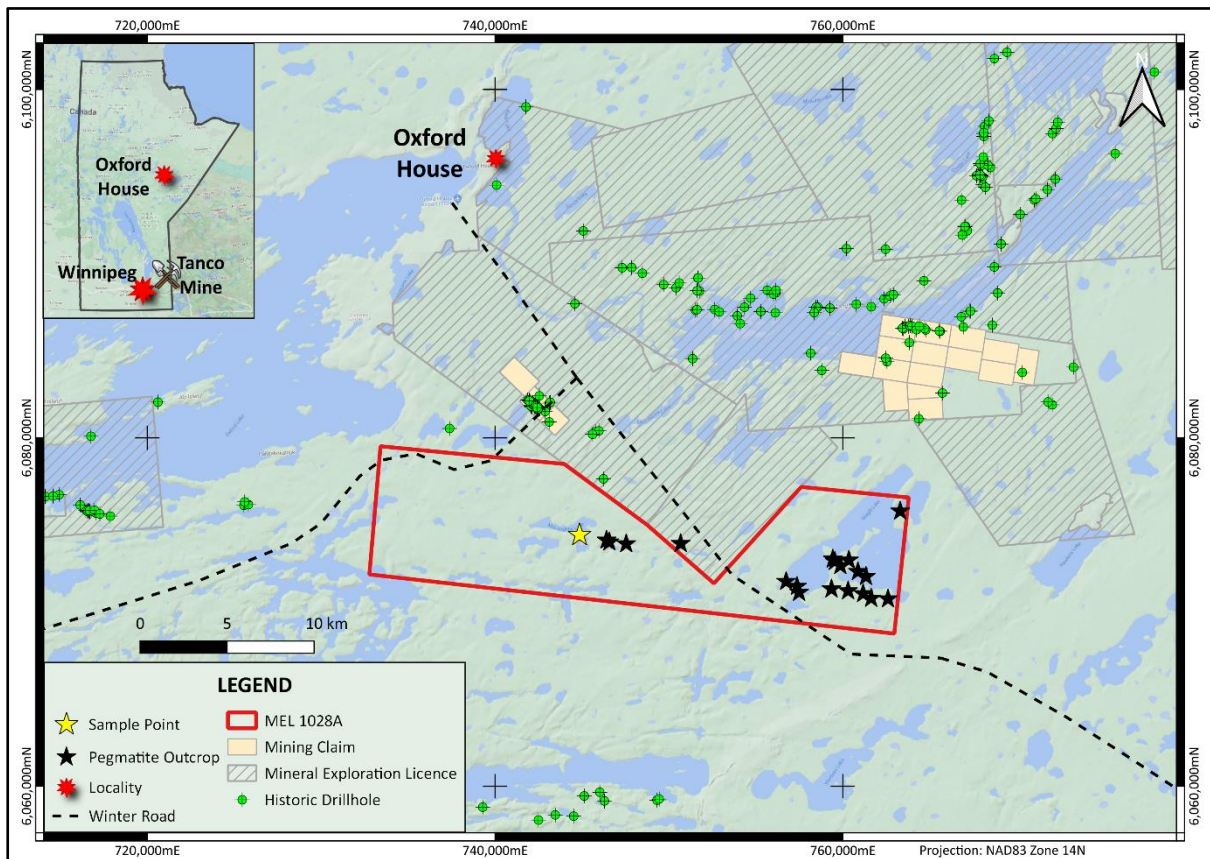 720,000mE
740,000mE
760,000mE
6,100,000mN
6,100,000mN
Canada
Oxford
House
Winnipeg
Tanco
Mine
Oxford
House
N
6,080,000mN
6,080,000mN
0 5 10 km
LEGEND
Sample Point
Pegmatite Outcrop
Locality
Winter Road
MEL 1028A
Mining Claim
Mineral Exploration Licence
Historic Drillhole
6,060,000mN
6,060,000mN
720,000mE
740,000mE
760,000mE
Projection: NAD83 Zone 14N